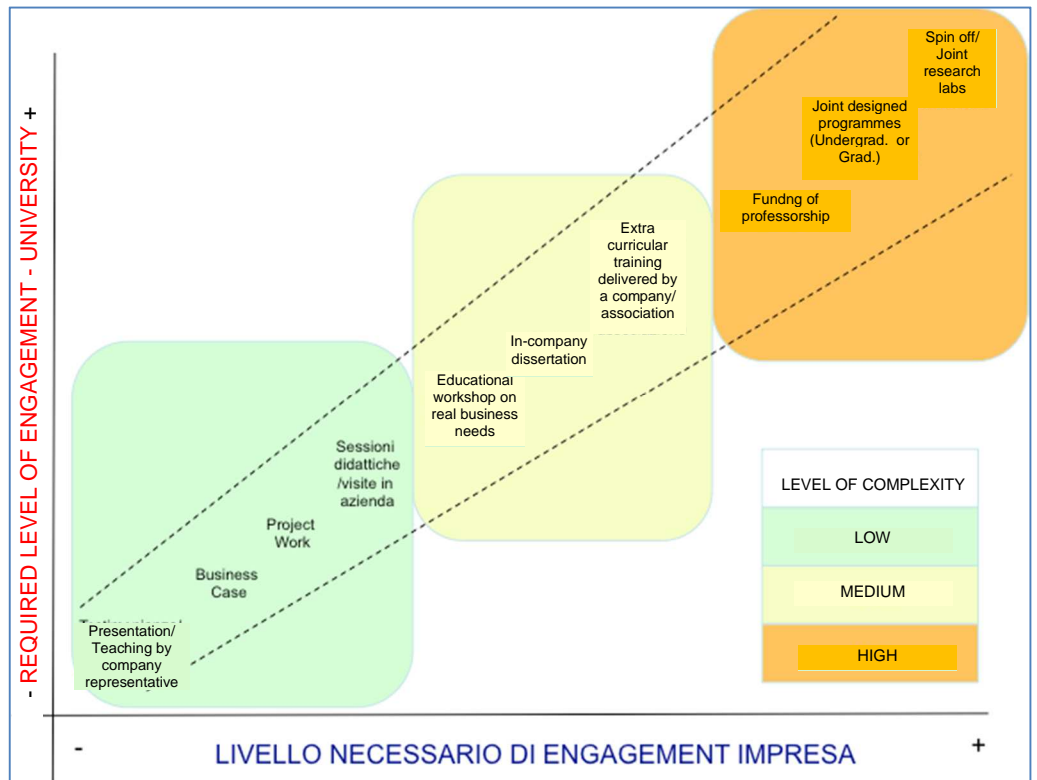 - REQUIRED LEVEL OF ENGAGEMENT - UNIVERSITY +
Spin off/
Joint
research
labs
Joint designed
programmes
(Undergrad. or
Grad.)
Fundng of
professorship
Extra
curricular
training
delivered by
a company/
association
In-company
dissertation
Educational
workshop on
real business
needs
Sessioni
didattiche
/visite in
azienda
Project
Work
Business
Case
Presentation/
Teaching by
company
representative
LEVEL OF COMPLEXITY
LOW
MEDIUM
HIGH
- LIVELLO NECESSARIO DI ENGAGEMENT IMPRESA +